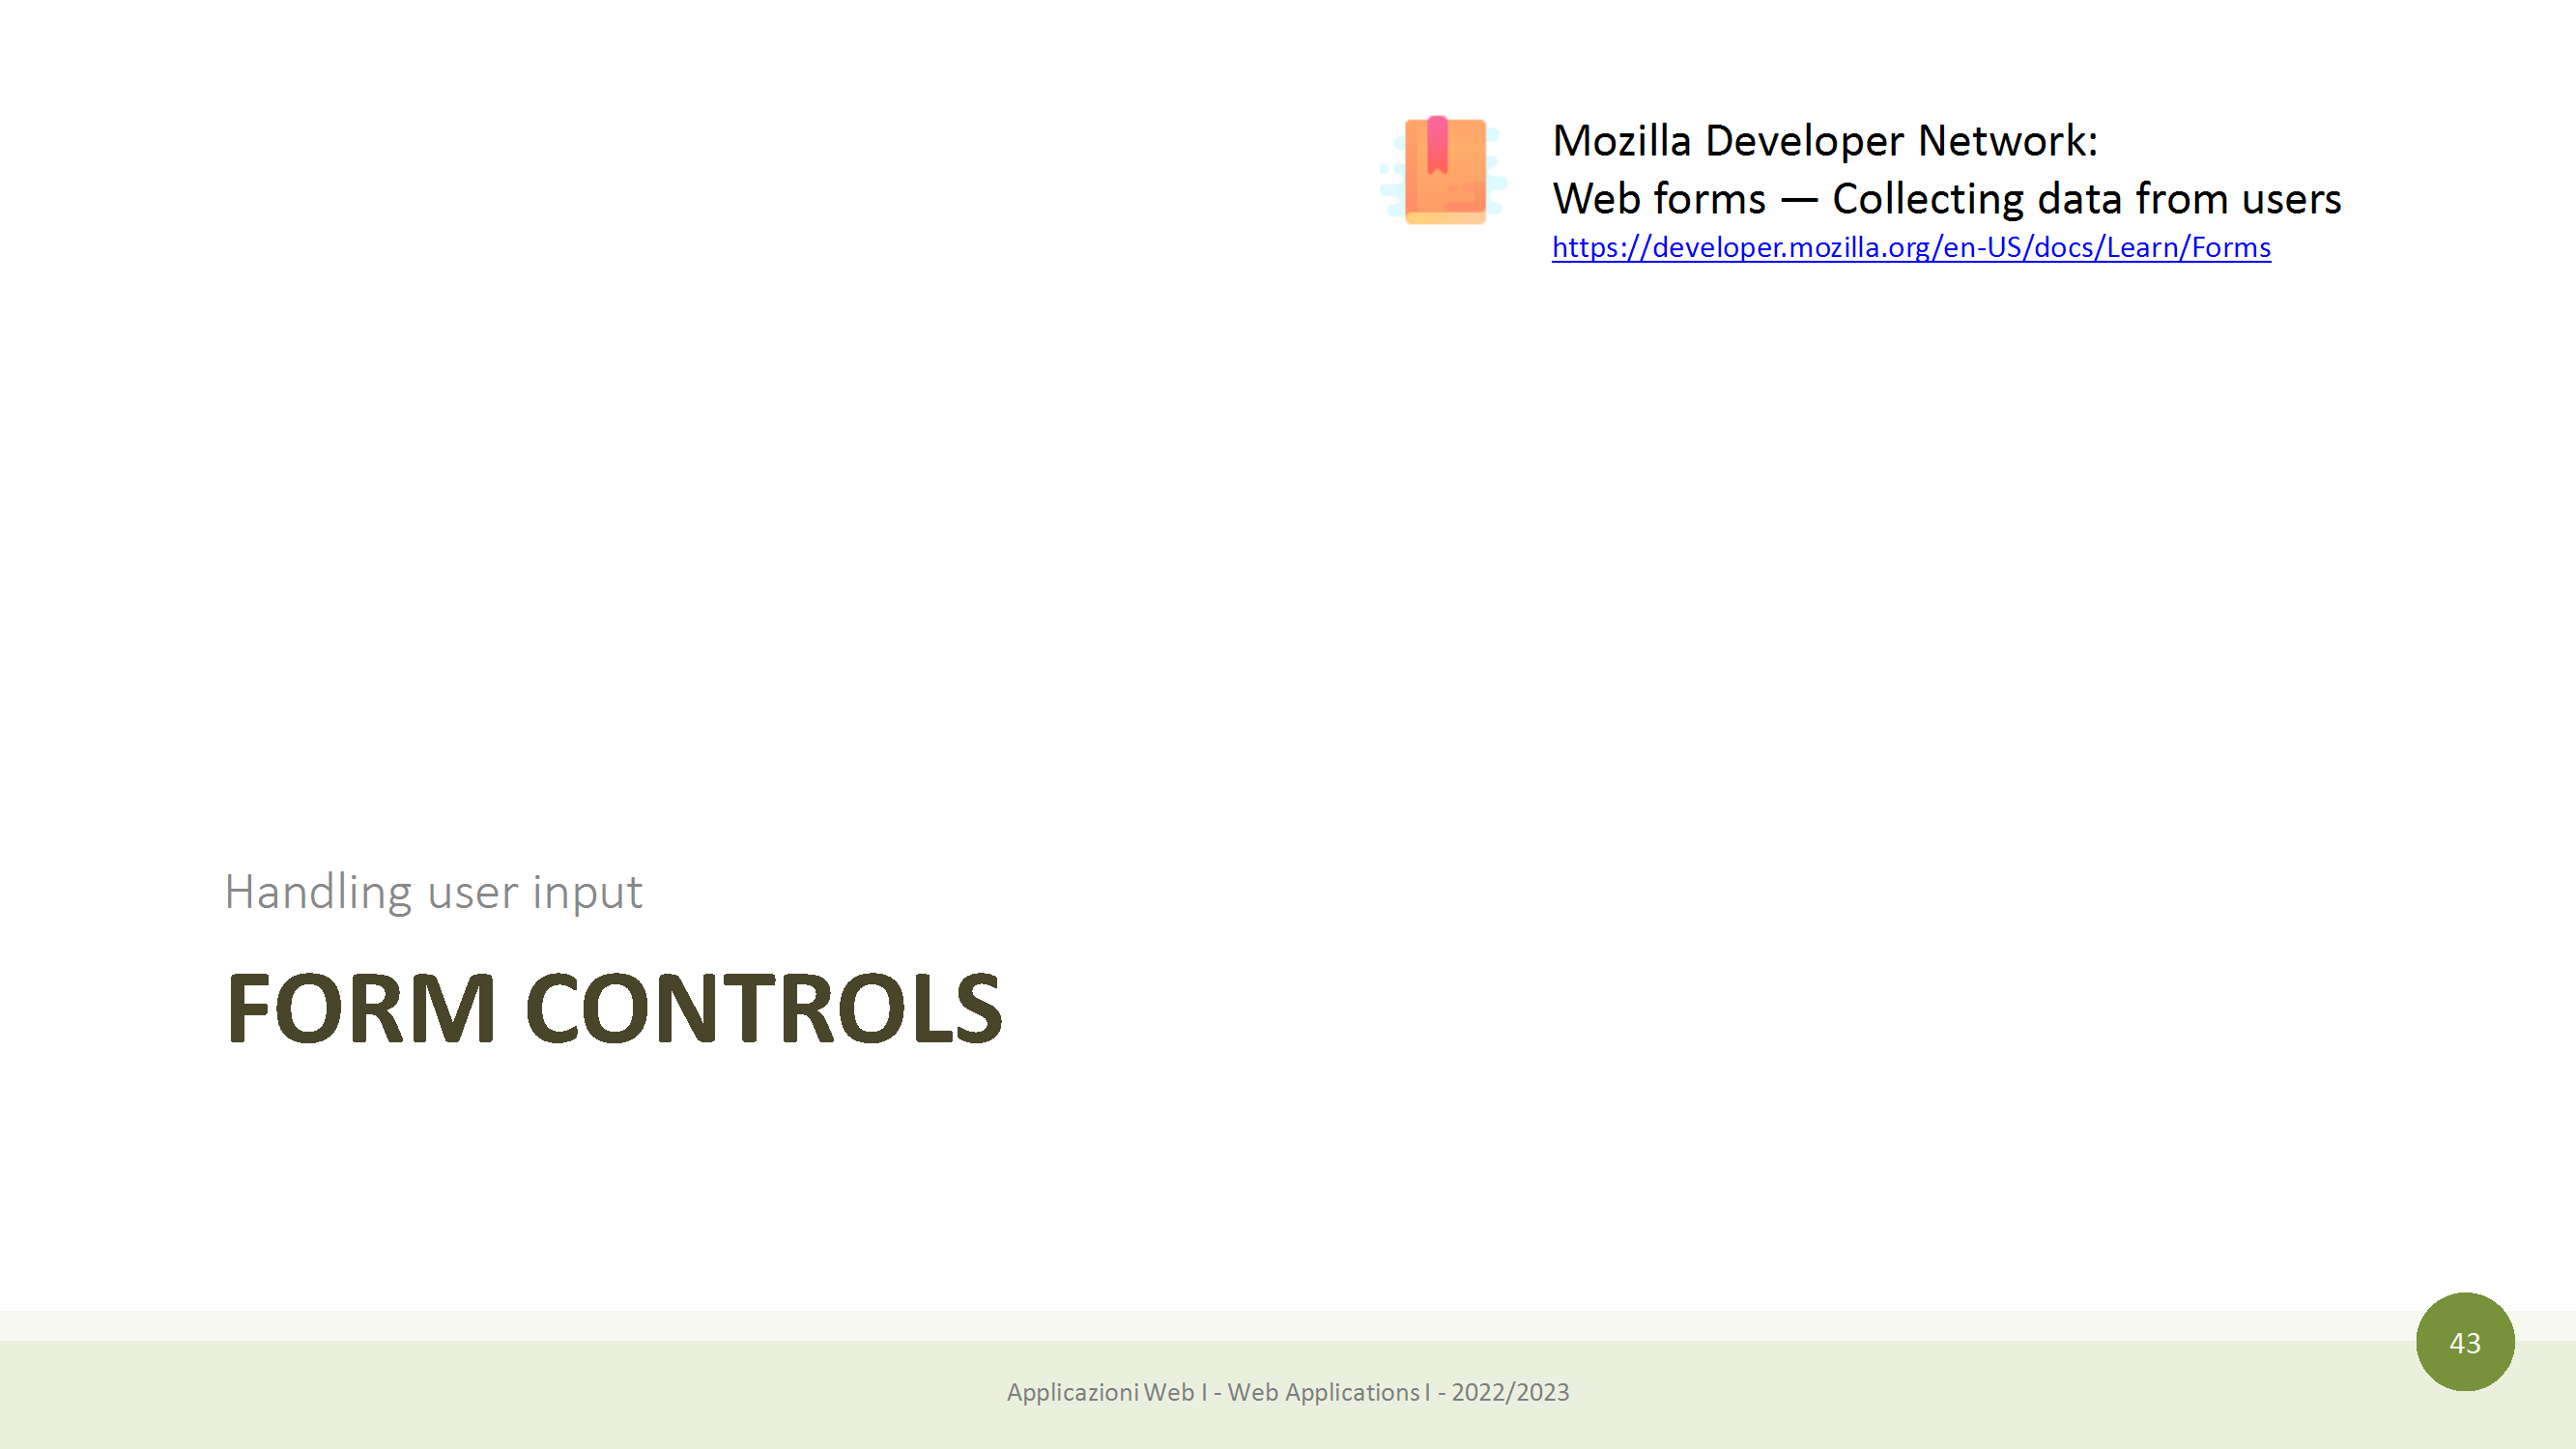 Mozilla Developer Network:
Web forms — Collecting data from users
https://developer.mozilla.org/en-US/docs/Learn/Forms
Handling user input
FORM CONTROLS
43
Applicazioni Web I - Web Applications I - 2022/2023